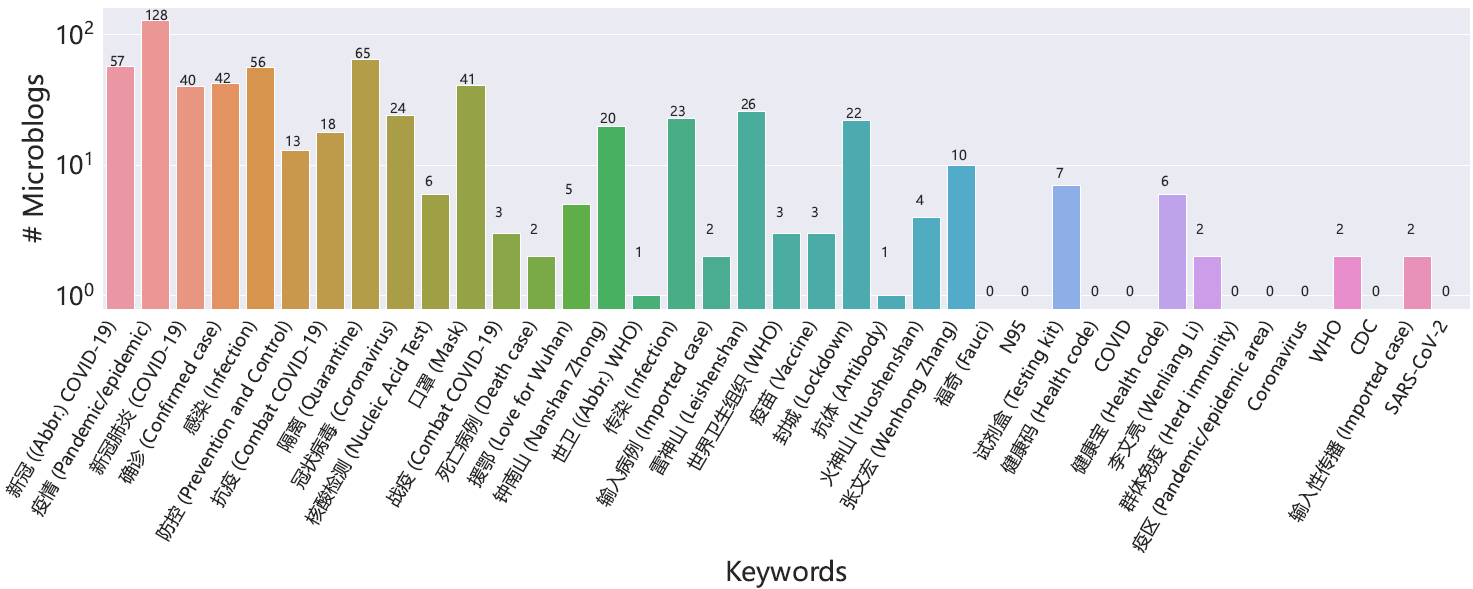 # Microblogs
10²
10¹
10⁰
57
128
40
42
56
13
18
65
24
6
41
3
2
5
20
1
23
2
26
3
3
22
1
4
10
0
0
7
0
0
6
2
0
0
0
2
0
2
0
新冠 ((Abbr.) COVID-19)
疫情 (Pandemic/epidemic)
新冠肺炎 (COVID-19)
确诊 (Confirmed case)
感染 (Infection)
防控 (Prevention and Control)
抗疫 (Combat COVID-19)
隔离 (Quarantine)
冠状病毒 (Coronavirus)
核酸检测 (Nucleic Acid Test)
口罩 (Mask)
战疫 (Combat COVID-19)
死亡病例 (Death case)
援鄂 (Love for Wuhan)
钟南山 (Nanshan Zhong)
世卫 ((Abbr.) WHO)
传染 (Infection)
输入病例 (Imported case)
雷神山 (Leishenshan)
世界卫生组织 (WHO)
疫苗 (Vaccine)
封城 (Lockdown)
抗体 (Antibody)
火神山 (Huoshenshan)
张文宏 (Wenhong Zhang)
福奇 (Fauci)
N95
试剂盒 (Testing kit)
健康码 (Health code)
COVID
健康宝 (Health code)
李文亮 (Wenliang Li)
群体免疫 (Herd immunity)
疫区 (Pandemic/epidemic area)
Coronavirus
WHO
CDC
输入性传播 (Imported case)
SARS-CoV-2
Keywords